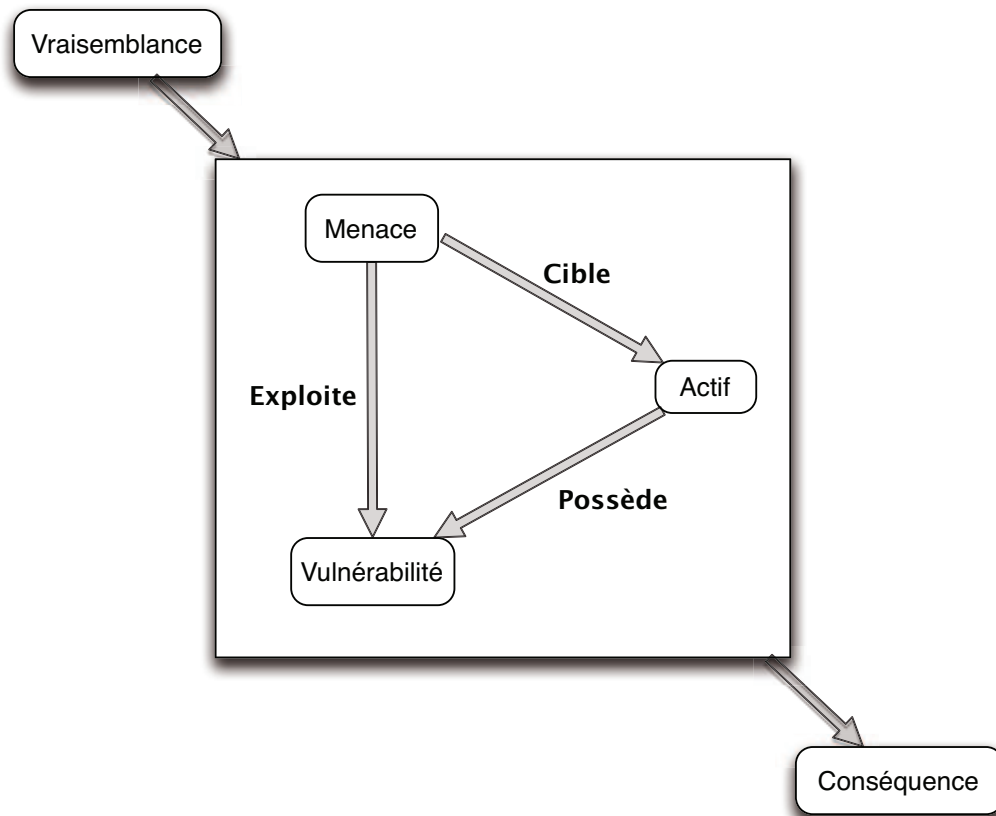 Vraisemblance
Menace
Cible
Actif
Exploite
Possède
Vulnérabilité
Conséquence